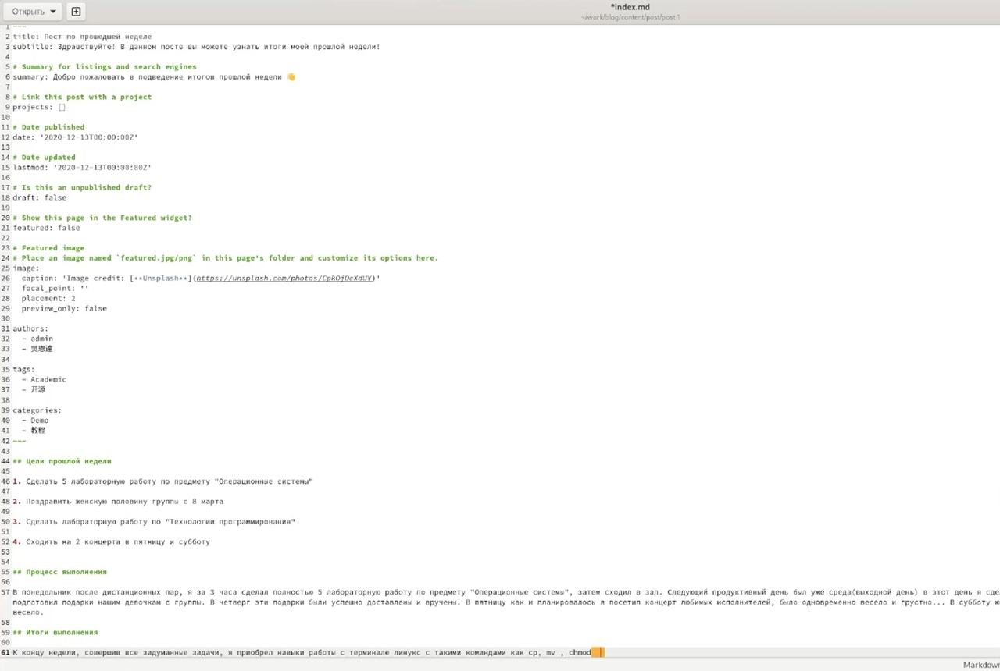 Открыть
*index.md
~/work/blog/content/post/post 1
1 ---
2 title: Пост по прошедшей неделе
3 subtitle: Здравствуйте! В данном посте вы можете узнать итоги моей прошлой недели!
4
5 # Summary for listings and search engines
6 summary: Добро пожаловать в подведение итогов прошлой недели 👋
7
8 # Link this post with a project
9 projects: []
10
11 # Date published
12 date: '2020-12-13T00:00:00Z'
13
14 # Date updated
15 lastmod: '2020-12-13T00:00:00Z'
16
17 # Is this an unpublished draft?
18 draft: false
19
20 # Show this page in the Featured widget?
21 featured: false
22
23 # Featured image
24 # Place an image named `featured.jpg/png` in this page's folder and customize its options here.
25 image:
26 caption: 'Image credit: [**Unsplash**](https://unsplash.com/photos/CpkOjOcXdUY)'
27 focal_point: ''
28 placement: 2
29 preview_only: false
30
31 authors:
32 - admin
33 - 吳恩達
34
35 tags:
36 - Academic
37 - 开源
38
39 categories:
40 - Demo
41 - 教程
42 ---
43
44 ## Цели прошлой недели
45
46 1. Сделать 5 лабораторную работу по предмету "Операционные системы"
47
48 2. Поздравить женскую половину группы с 8 марта
49
50 3. Сделать лабораторную работу по "Технологии программирования"
51
52 4. Сходить на 2 концерта в пятницу и субботу
53
54
55 ## Процесс выполнения
56
57 В понедельник после дистанционных пар, я за 3 часа сделал полностью 5 лабораторную работу по предмету "Операционные системы", затем сходил в зал. Следующий продуктивный день был уже среда(выходной день) в этот день я сде
подготовил подарки нашим девочкам с группы. В четверг эти подарки были успешно доставлены и вручены. В пятницу как и планировалось я посетил концерт любимых исполнителей, было одновременно весело и грустно... В субботу ж
весело.
58
59 ## Итоги выполнения
60
61 К концу недели, совершив все задуманные задачи, я приобрел навыки работы с терминале линукс с такими командами как cp, mv , chmod
Markdown